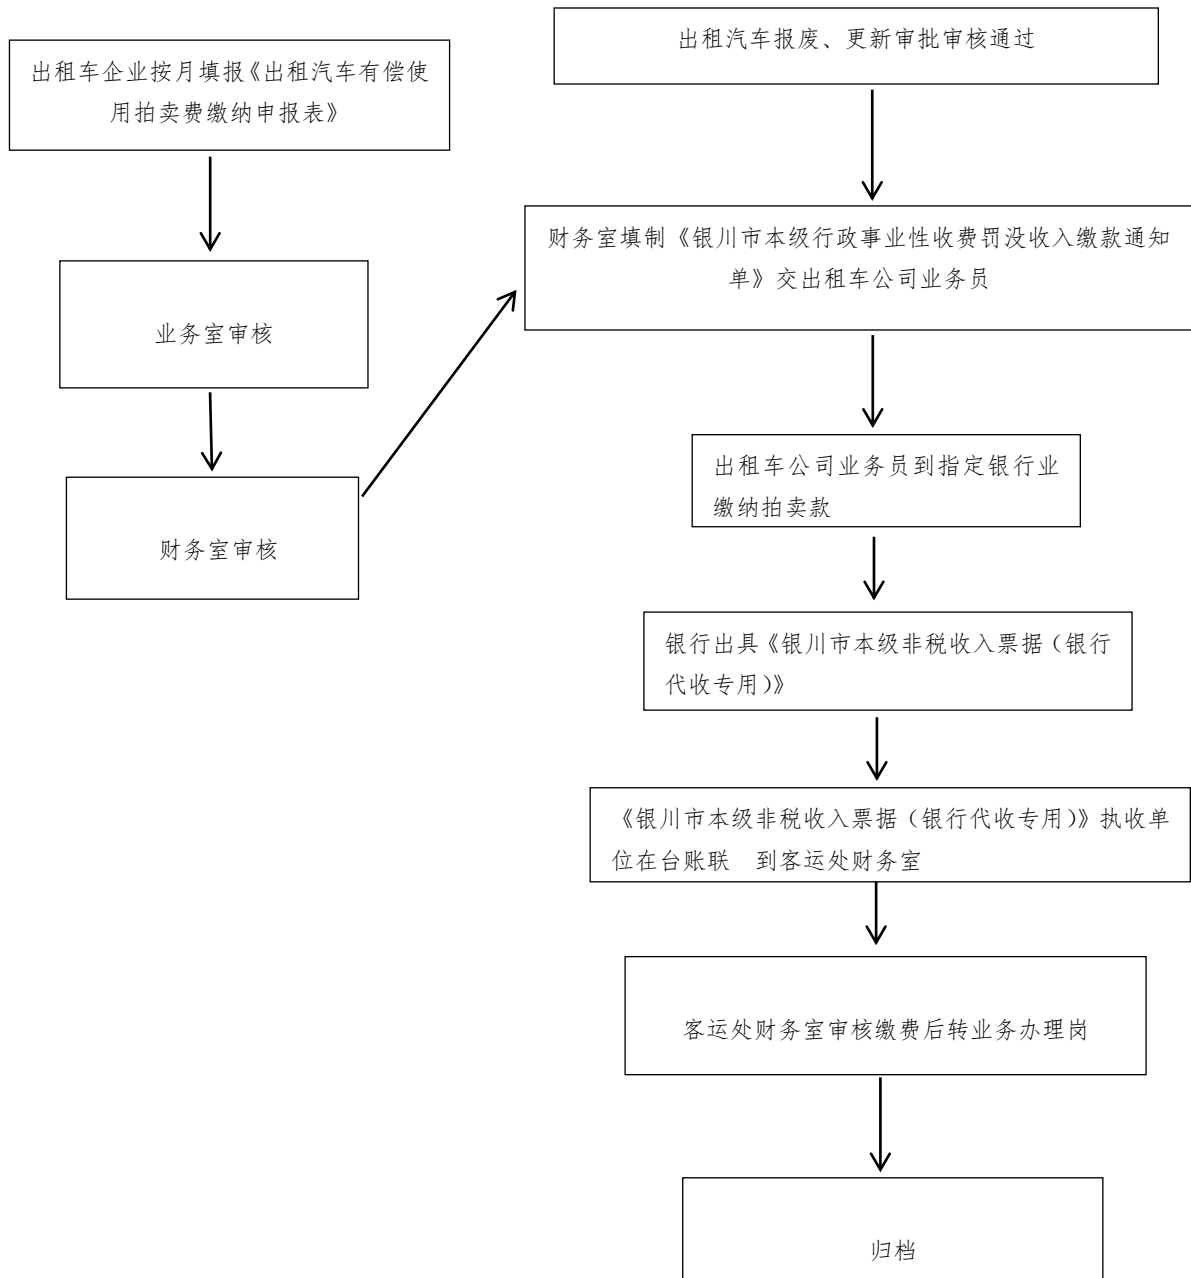 出租车企业按月填报《出租汽车有偿使
用拍卖费缴纳申报表》
业务室审核
财务室审核
出租汽车报废、更新审批审核通过
财务室填制《银川市本级行政事业性收费罚没收入缴款通知
单》交出租车公司业务员
出租车公司业务员到指定银行业
缴纳拍卖款
银行出具《银川市本级非税收入票据（银行
代收专用）》
《银川市本级非税收入票据（银行代收专用）》执收单
位在台账联　到客运处财务室
客运处财务室审核缴费后转业务办理岗
归档